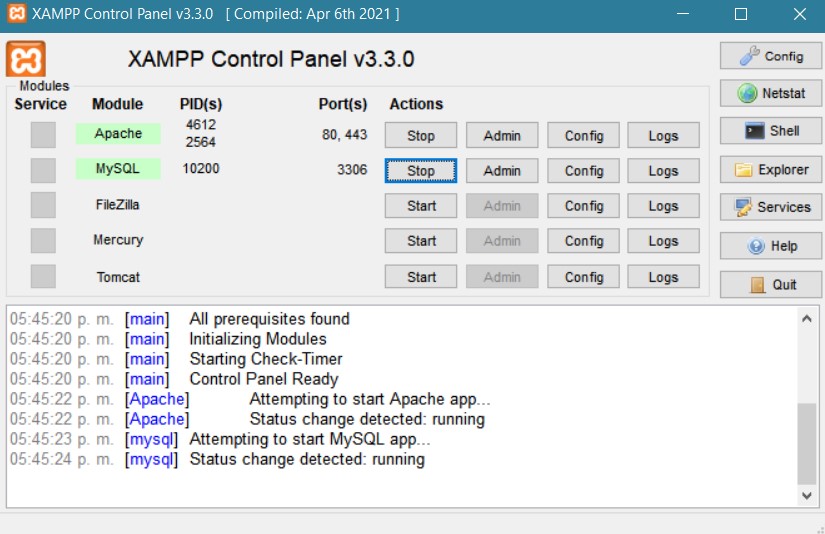 XAMPP Control Panel v3.3.0 [ Compiled: Apr 6th 2021 ]
XAMPP Control Panel v3.3.0
Config
Modules
Service Module PID(s) Port(s) Actions
Netstat
Apache 4612 2564 80, 443 Stop Admin Config Logs
Shell
MySQL 10200 3306 Stop Admin Config Logs
Explorer
FileZilla Start Admin Config Logs
Services
Mercury Start Admin Config Logs
Help
Tomcat Start Admin Config Logs
Quit
05:45:20 p. m. [main] All prerequisites found
05:45:20 p. m. [main] Initializing Modules
05:45:20 p. m. [main] Starting Check-Timer
05:45:20 p. m. [main] Control Panel Ready
05:45:22 p. m. [Apache] Attempting to start Apache app...
05:45:22 p. m. [Apache] Status change detected: running
05:45:23 p. m. [mysql] Attempting to start MySQL app...
05:45:24 p. m. [mysql] Status change detected: running